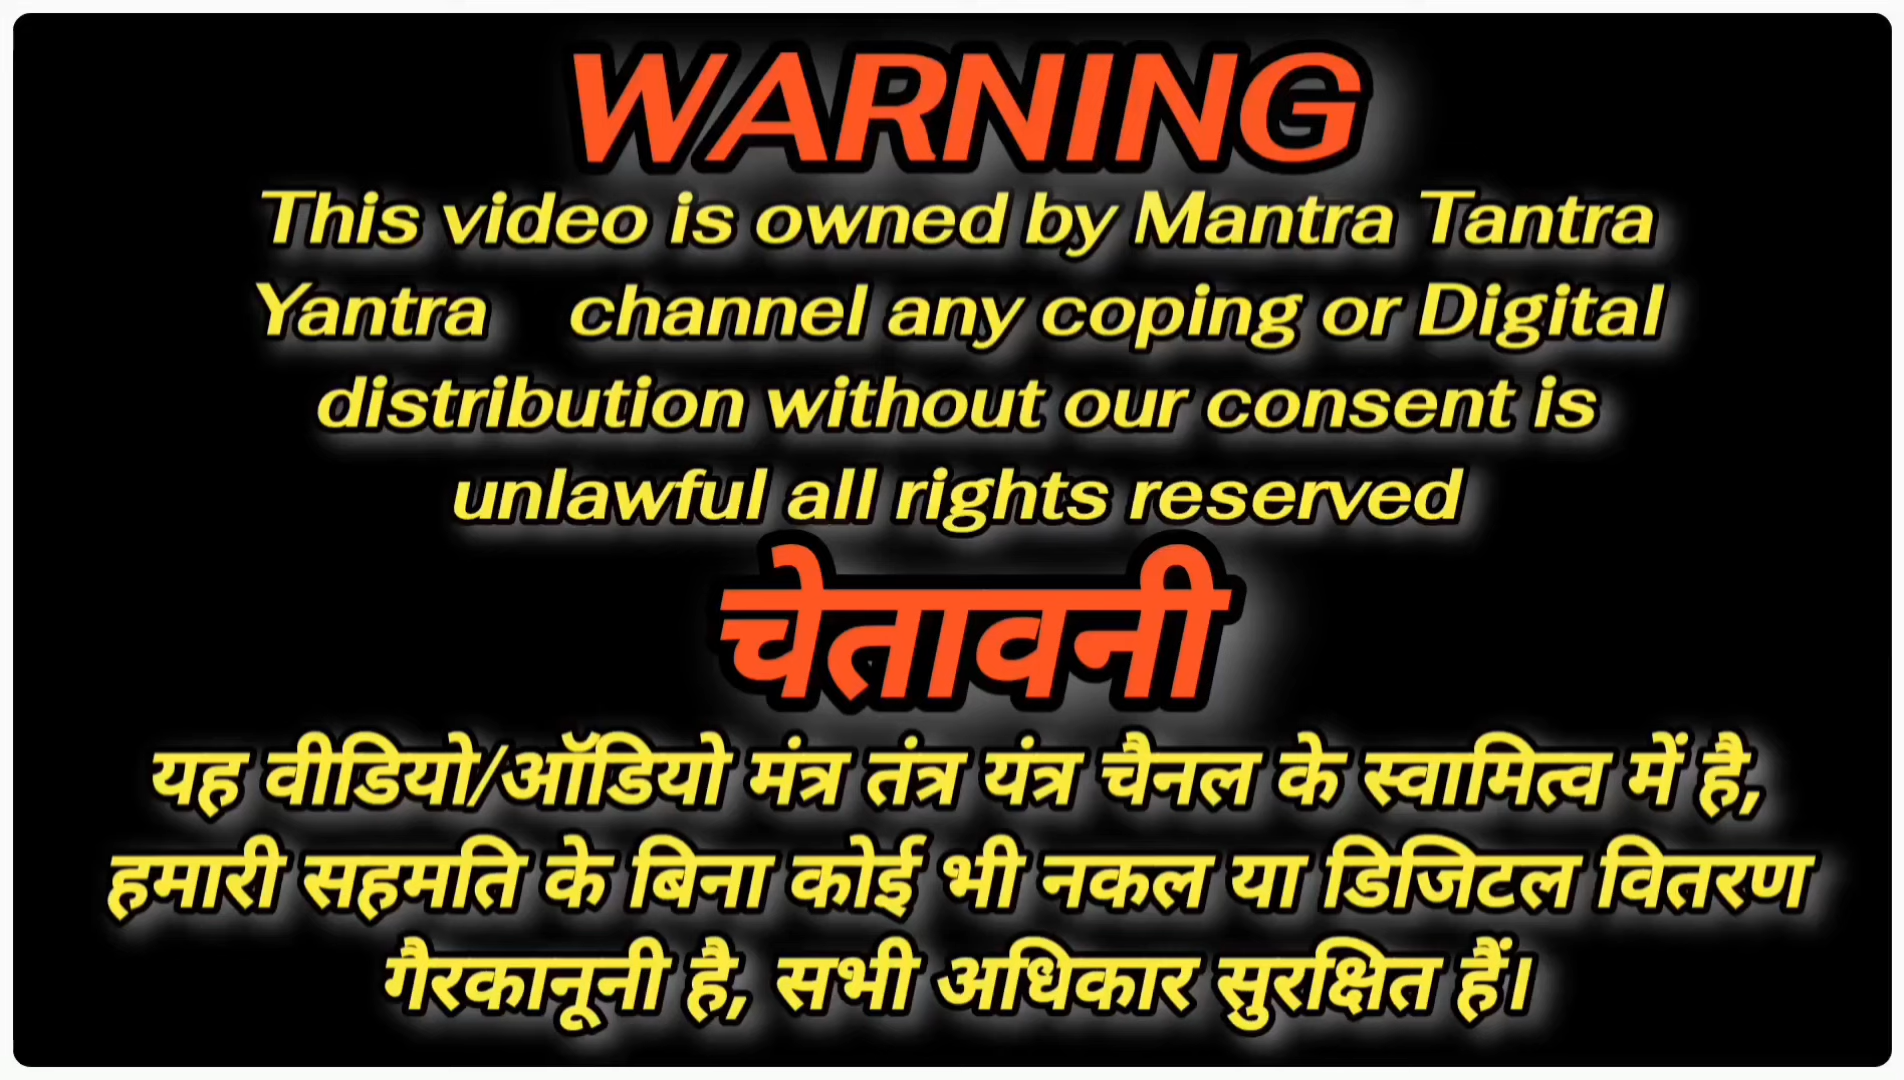 WARNING
This video is owned by Mantra Tantra
Yantra channel any coping or Digital
distribution without our consent is
unlawful all rights reserved
चेतावनी
यह वीडियो/ऑडियो मंत्र तंत्र यंत्र चैनल के स्वामित्व में है,
हमारी सहमति के बिना कोई भी नकल या डिजिटल वितरण
गैरकानूनी है, सभी अधिकार सुरक्षित हैं।